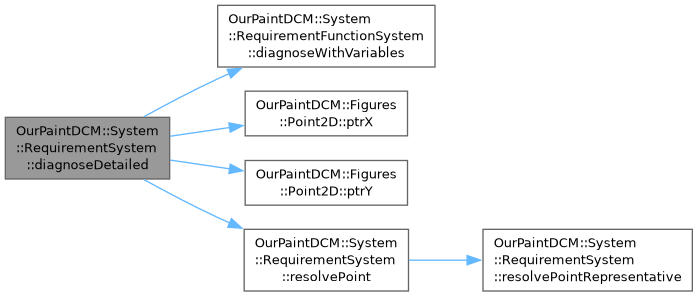 OurPaintDCM::System
::RequirementSystem
::diagnoseDetailed
OurPaintDCM::System
::RequirementFunctionSystem
::diagnoseWithVariables
OurPaintDCM::Figures
::Point2D::ptrX
OurPaintDCM::Figures
::Point2D::ptrY
OurPaintDCM::System
::RequirementSystem
::resolvePoint
OurPaintDCM::System
::RequirementSystem
::resolvePointRepresentative